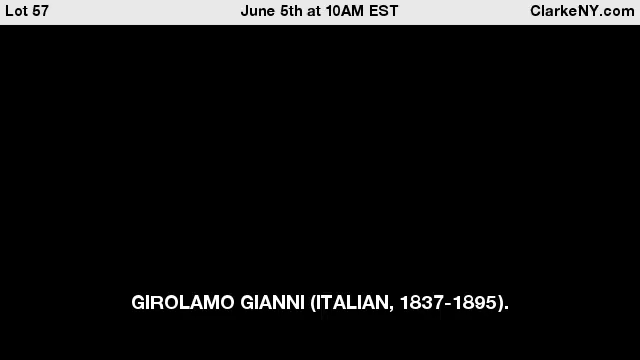 Lot 57 June 5th at 10AM EST ClarkeNY.com
GIROLAMO GIANNI (ITALIAN, 1837-1895).